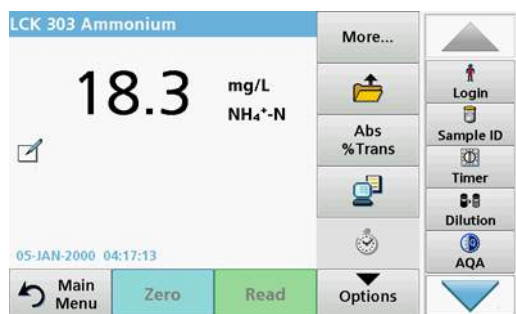 LCK 303 Ammonium
18.3 mg/L
NH₄⁺-N
05-JAN-2000 04:17:13
Main
Menu
Zero
Read
More...
Abs
%Trans
Options
Login
Sample ID
Timer
Dilution
AQA